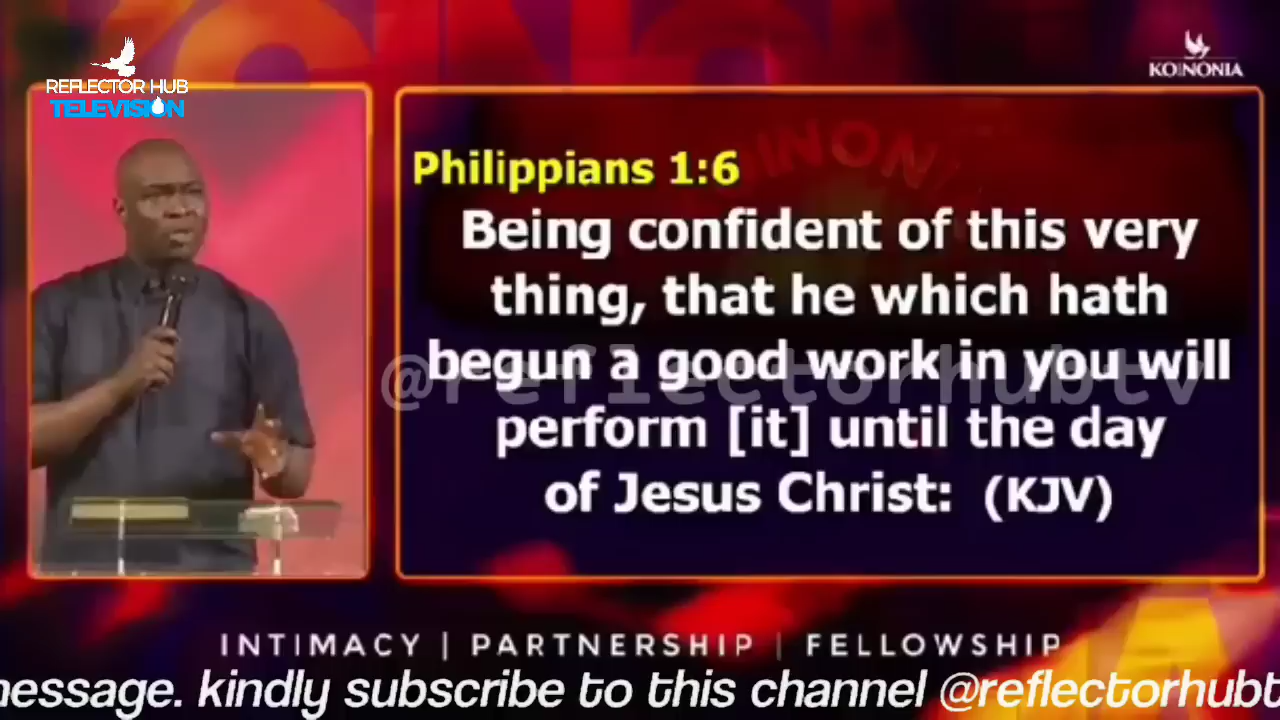 REFLECTOR HUB
TELEVISION
KOINONIA
Philippians 1:6
Being confident of this very
thing, that he which hath
begun a good work in you will
perform [it] until the day
of Jesus Christ: (KJV)
@reflectorhubtv
INTIMACY | PARTNERSHIP | FELLOWSHIP
message. kindly subscribe to this channel @reflectorhubt